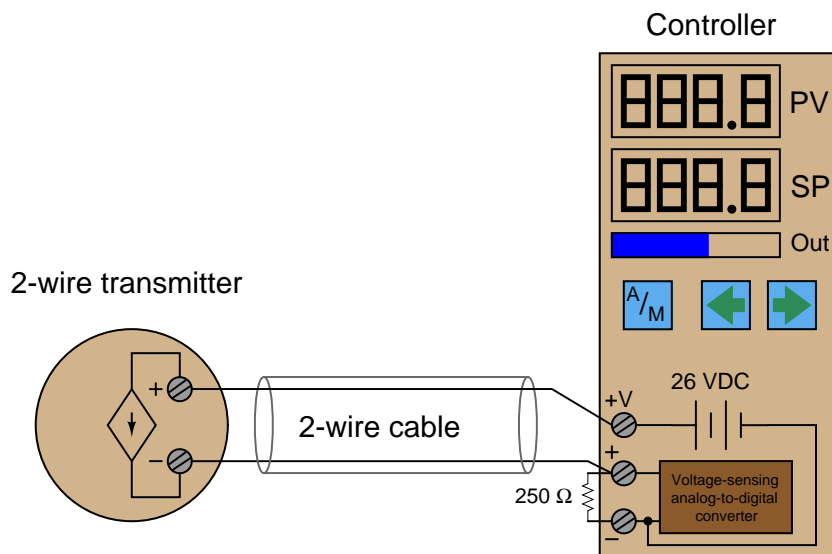 Controller
888.8
PV
888.8
SP
Out
2-wire transmitter
A/M
+
−
2-wire cable
+V
26 VDC
+
−
250 Ω
Voltage-sensing
analog-to-digital
converter